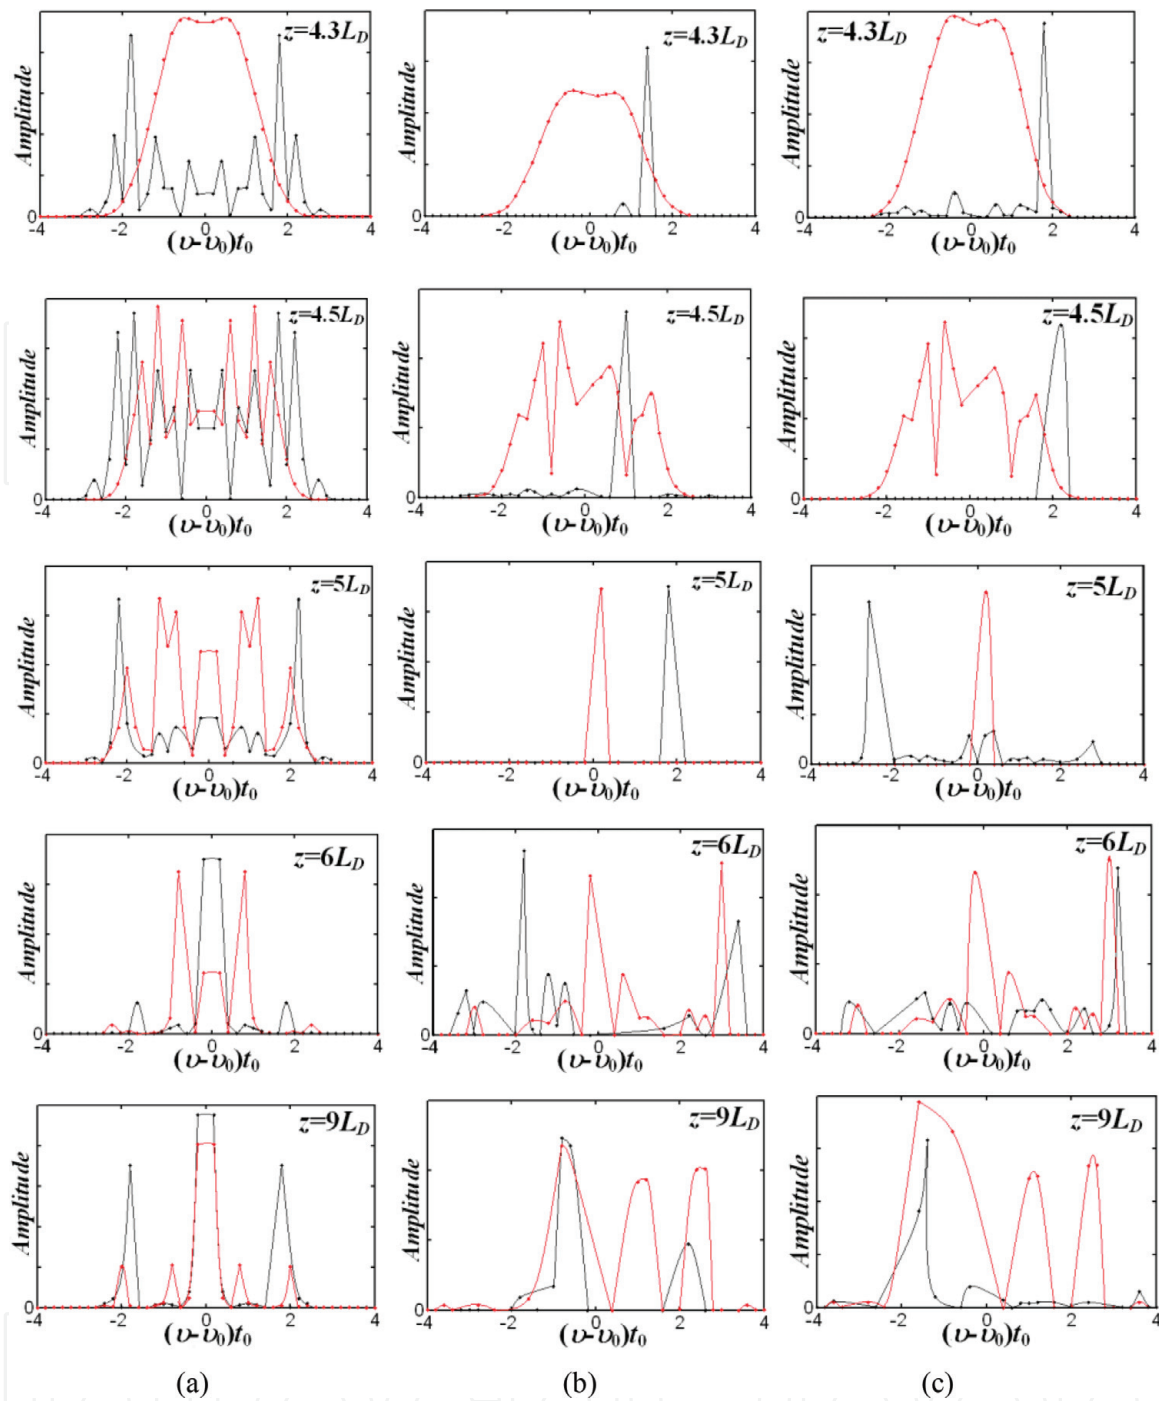 z=4.3L_D z=4.3L_D z=4.3L_D
Amplitude Amplitude Amplitude
0 0 0
-4 -2 0 2 4 -4 -2 0 2 4 -4 -2 0 2 4
(υ-υ₀)t₀ (υ-υ₀)t₀ (υ-υ₀)t₀
z=4.5L_D z=4.5L_D z=4.5L_D
Amplitude Amplitude Amplitude
0 0 0
-4 -2 0 2 4 -4 -2 0 2 4 -4 -2 0 2 4
(υ-υ₀)t₀ (υ-υ₀)t₀ (υ-υ₀)t₀
z=5L_D z=5L_D z=5L_D
Amplitude Amplitude Amplitude
0 0 0
-4 -2 0 2 4 -4 -2 0 2 4 -4 -2 0 2 4
(υ-υ₀)t₀ (υ-υ₀)t₀ (υ-υ₀)t₀
z=6L_D z=6L_D z=6L_D
Amplitude Amplitude Amplitude
0 0 0
-4 -2 0 2 4 -4 -2 0 2 4 -4 -2 0 2 4
(υ-υ₀)t₀ (υ-υ₀)t₀ (υ-υ₀)t₀
z=9L_D z=9L_D z=9L_D
Amplitude Amplitude Amplitude
0 0 0
-4 -2 0 2 4 -4 -2 0 2 4 -4 -2 0 2 4
(υ-υ₀)t₀ (υ-υ₀)t₀ (υ-υ₀)t₀
(a) (b) (c)